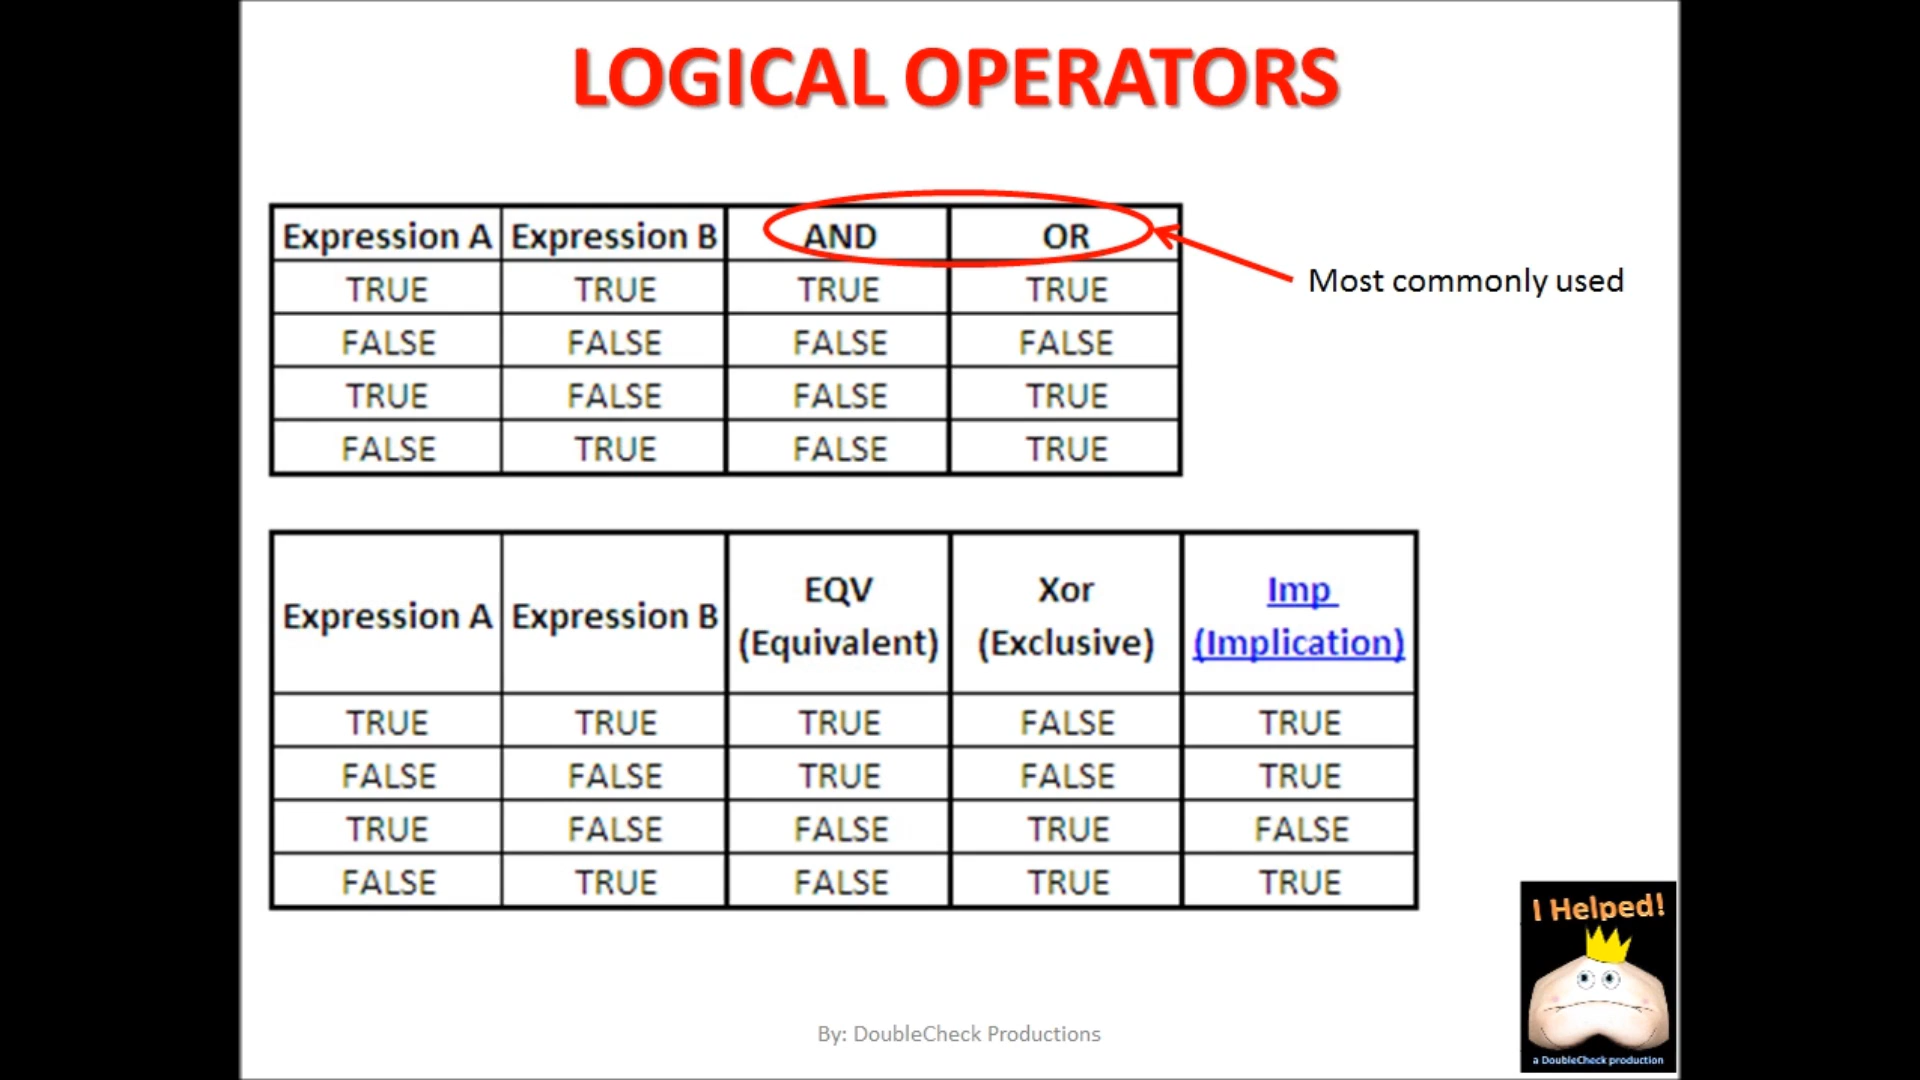 LOGICAL OPERATORS
Expression A Expression B AND OR
Most commonly used
TRUE TRUE TRUE TRUE
FALSE FALSE FALSE FALSE
TRUE FALSE FALSE TRUE
FALSE TRUE FALSE TRUE
Expression A Expression B EQV (Equivalent) Xor (Exclusive) Imp (Implication)
TRUE TRUE TRUE FALSE TRUE
FALSE FALSE TRUE FALSE TRUE
TRUE FALSE FALSE TRUE FALSE
FALSE TRUE FALSE TRUE TRUE
I Helped!
a DoubleCheck production
By: DoubleCheck Productions